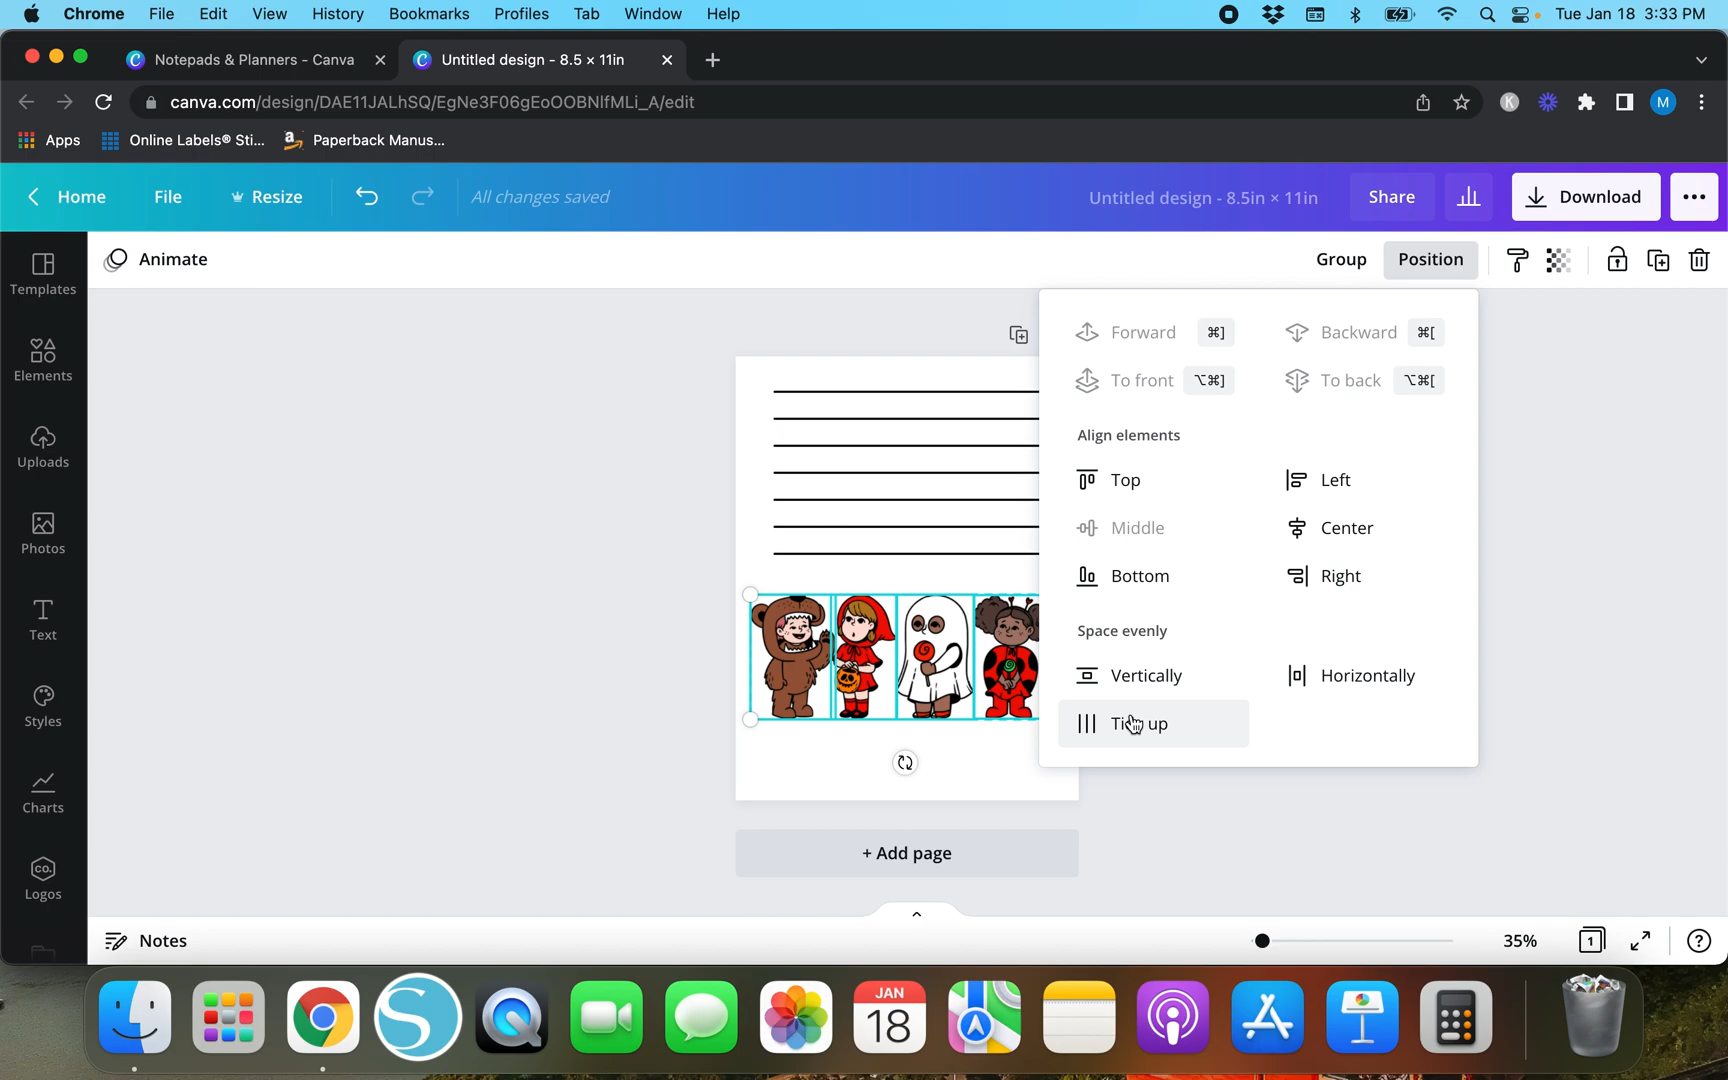 Chrome File Edit View History Bookmarks Profiles Tab Window Help Tue Jan 18 3:33 PM
Notepads & Planners - Canva Untitled design - 8.5 × 11in
canva.com/design/DAE11JALhSQ/EgNe3F06gEoOOBNIfMLi_A/edit K M
Apps Online Labels® Sti... a Paperback Manus...
Home File Resize All changes saved Untitled design - 8.5in × 11in Share Download
Animate Group Position
Templates
Elements
Uploads
Photos
Text
Styles
Charts
CO.
Logos
Forward ⌘] Backward ⌘[
To front ⌥⌘] To back ⌥⌘[
Align elements
Top Left
Middle Center
Bottom Right
Space evenly
Vertically Horizontally
Tidy up
+ Add page
Notes 35% 1 ?
JAN
18